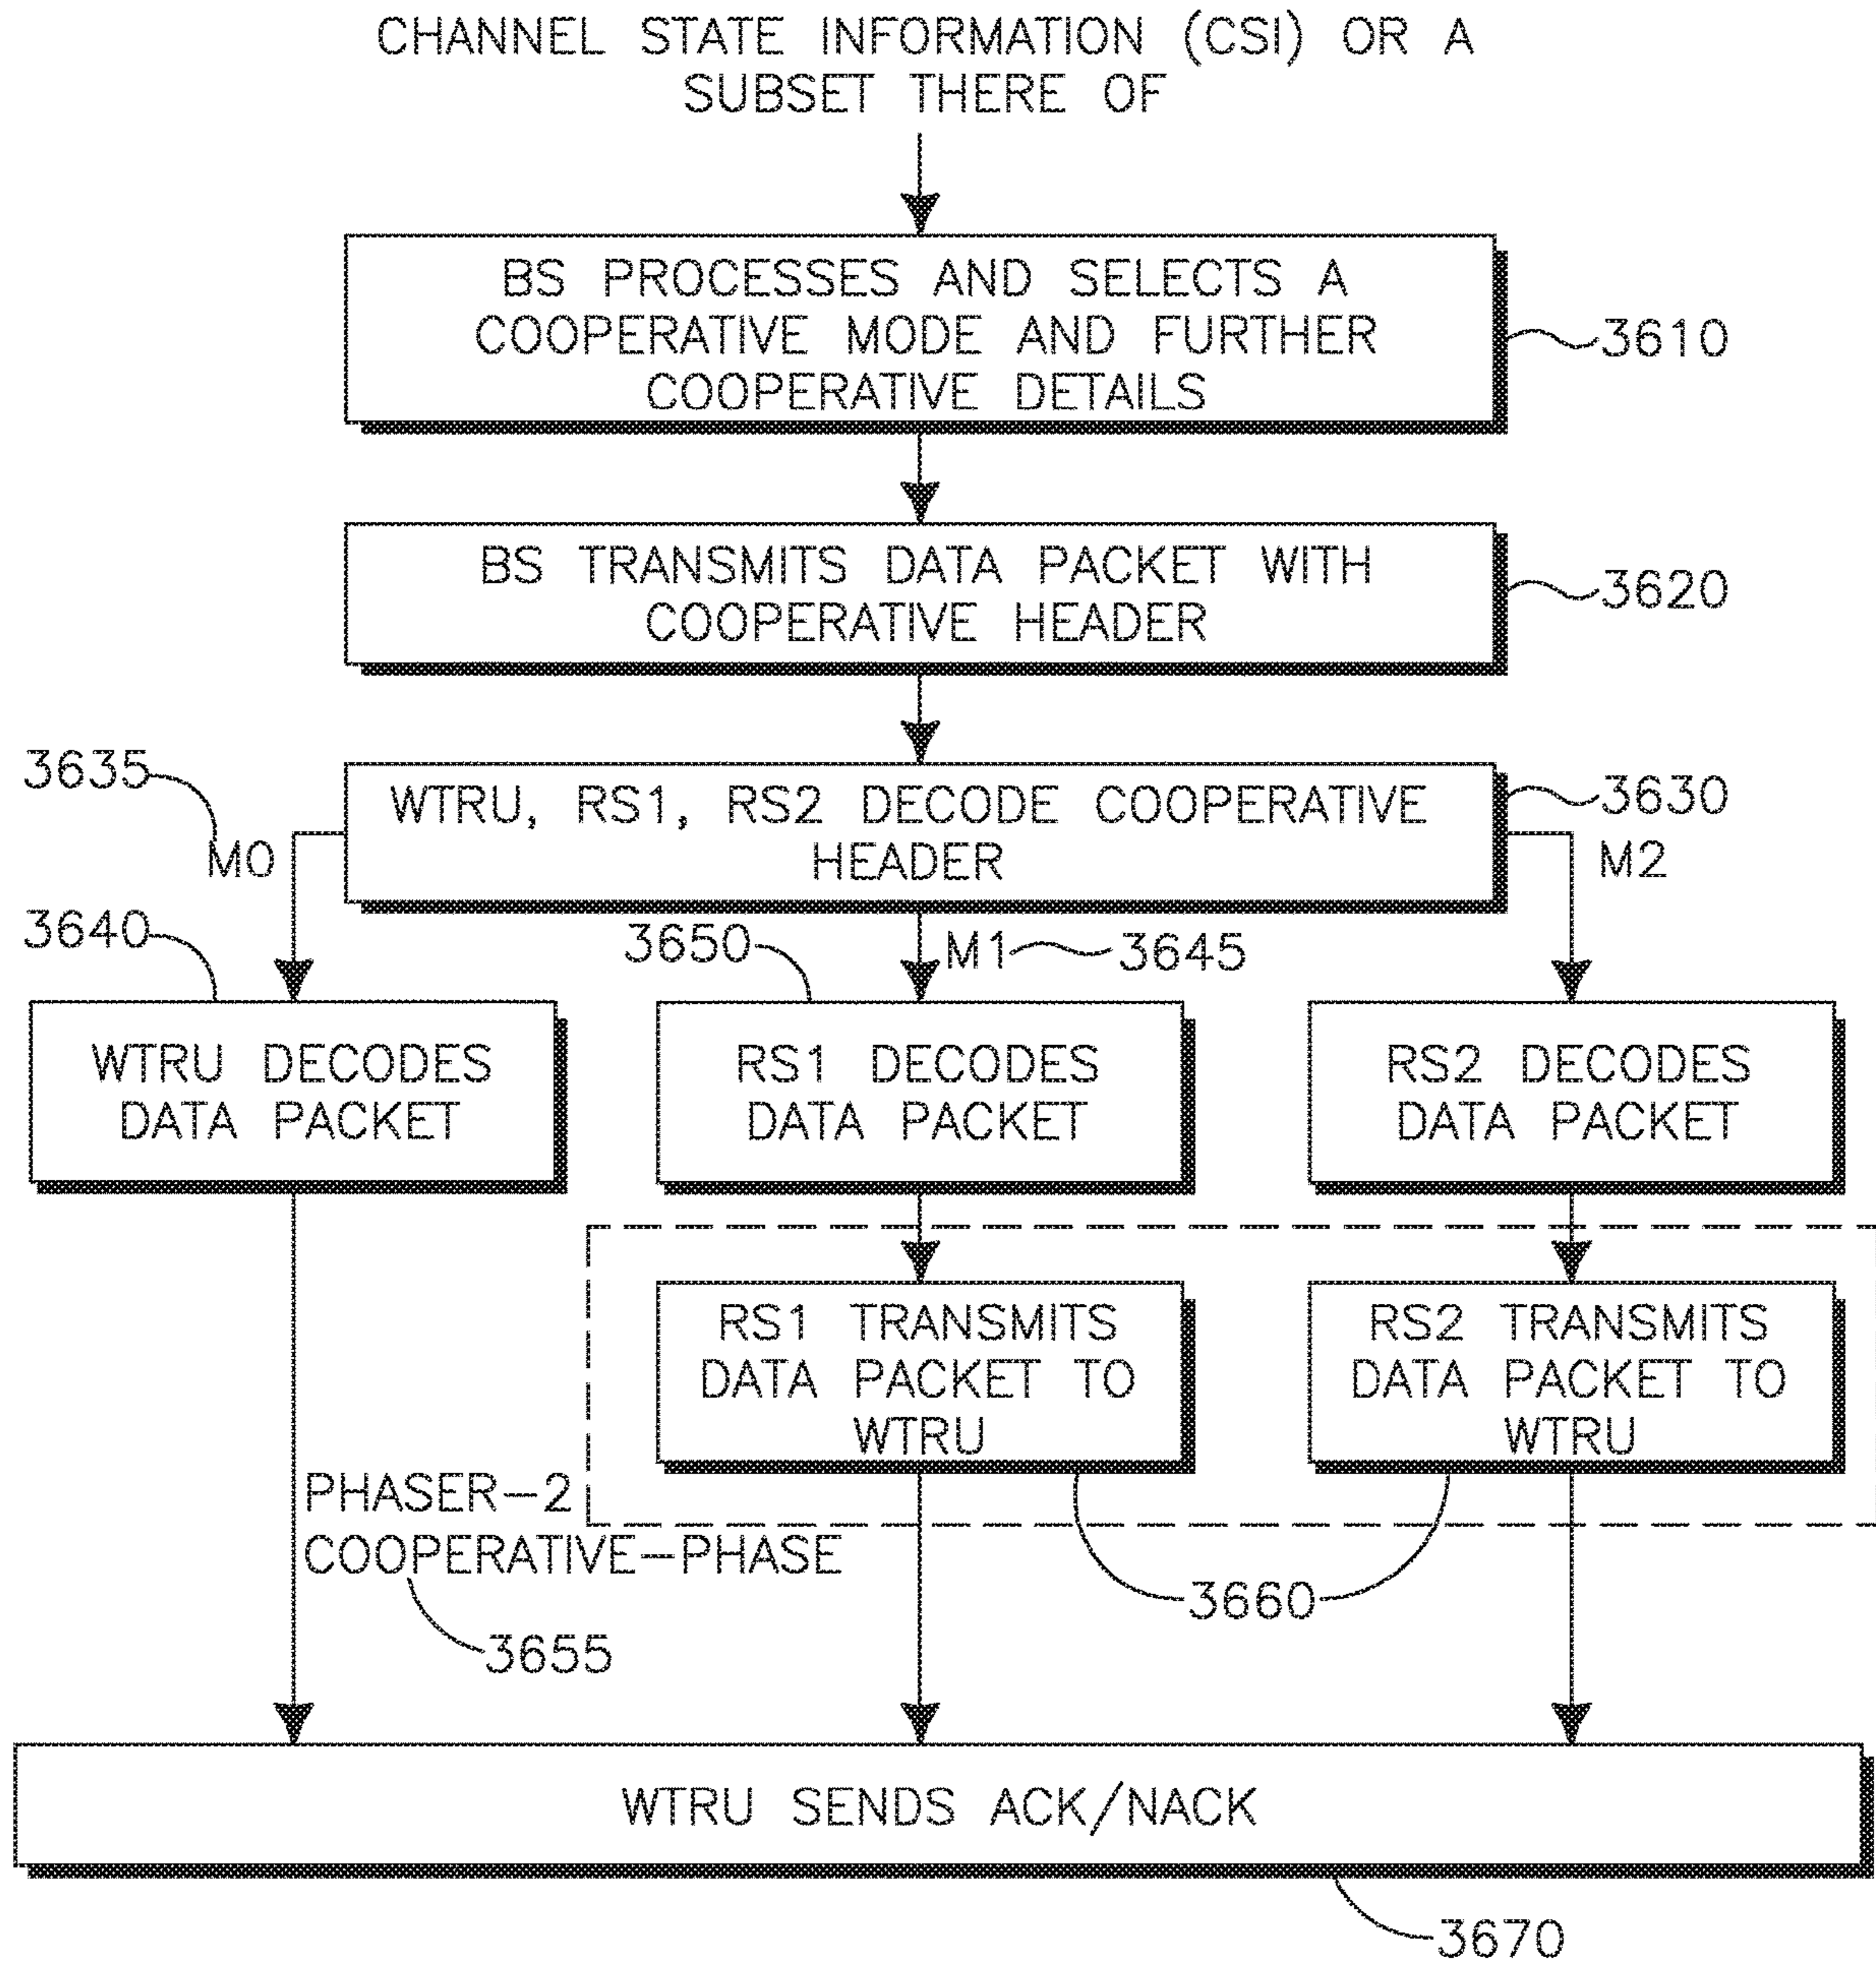 CHANNEL STATE INFORMATION (CSI) OR A
SUBSET THERE OF
BS PROCESSES AND SELECTS A
COOPERATIVE MODE AND FURTHER
COOPERATIVE DETAILS
3610
BS TRANSMITS DATA PACKET WITH
COOPERATIVE HEADER
3620
3635
M0
WTRU, RS1, RS2 DECODE COOPERATIVE
HEADER
3630
M2
3640
3650
M1
3645
WTRU DECODES
DATA PACKET
RS1 DECODES
DATA PACKET
RS2 DECODES
DATA PACKET
RS1 TRANSMITS
DATA PACKET TO
WTRU
RS2 TRANSMITS
DATA PACKET TO
WTRU
PHASER-2
COOPERATIVE-PHASE
3655
3660
WTRU SENDS ACK/NACK
3670